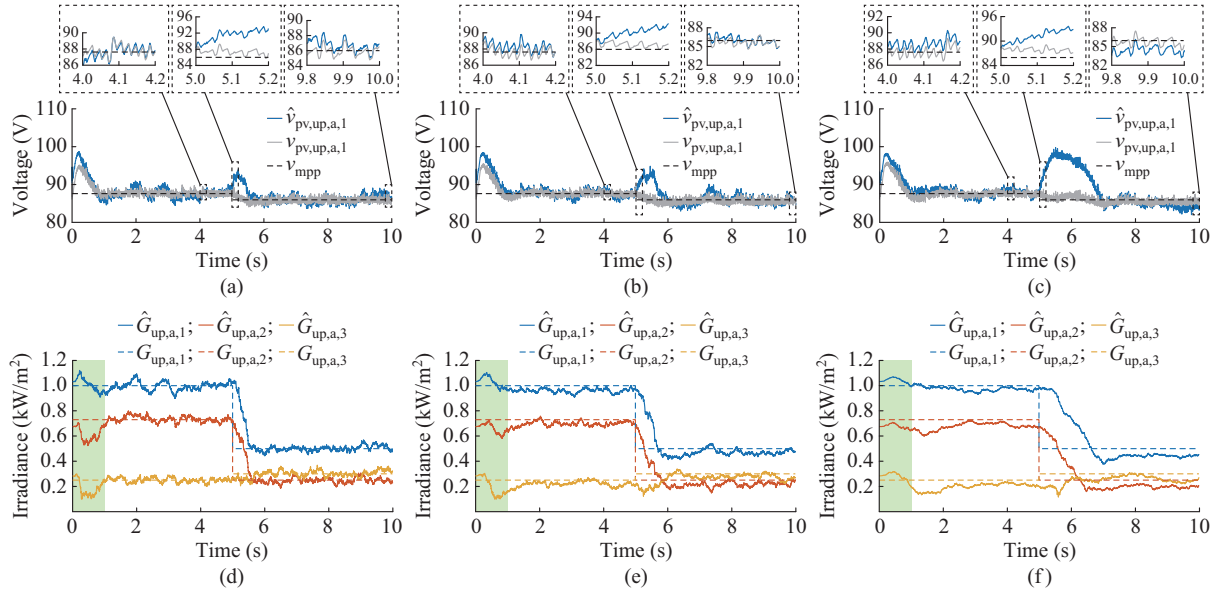 90 88 86 4.0 4.1 4.2
96 92 88 84 5.0 5.1 5.2
90 88 86 84 9.8 9.9 10.0
Voltage (V)
110 100 90 80
v̂pv,up,a,1
vpv,up,a,1
vmpp
0 2 4 6 8 10
Time (s)
(a)
90 88 86 4.0 4.1 4.2
94 90 86 84 5.0 5.1 5.2
88 86 85 82 9.8 9.9 10.0
Voltage (V)
110 100 90 80
v̂pv,up,a,1
vpv,up,a,1
vmpp
0 2 4 6 8 10
Time (s)
(b)
92 90 88 86 4.0 4.1 4.2
96 90 86 84 5.0 5.1 5.2
88 85 82 9.8 9.9 10.0
Voltage (V)
110 100 90 80
v̂pv,up,a,1
vpv,up,a,1
vmpp
0 2 4 6 8 10
Time (s)
(c)
Ĝup,a,1; Ĝup,a,2; Ĝup,a,3
Gup,a,1; Gup,a,2; Gup,a,3
Irradiance (kW/m²)
1.2 1.0 0.8 0.6 0.4 0.2
0 2 4 6 8 10
Time (s)
(d)
Ĝup,a,1; Ĝup,a,2; Ĝup,a,3
Gup,a,1; Gup,a,2; Gup,a,3
Irradiance (kW/m²)
1.2 1.0 0.8 0.6 0.4 0.2
0 2 4 6 8 10
Time (s)
(e)
Ĝup,a,1; Ĝup,a,2; Ĝup,a,3
Gup,a,1; Gup,a,2; Gup,a,3
Irradiance (kW/m²)
1.2 1.0 0.8 0.6 0.4 0.2
0 2 4 6 8 10
Time (s)
(f)